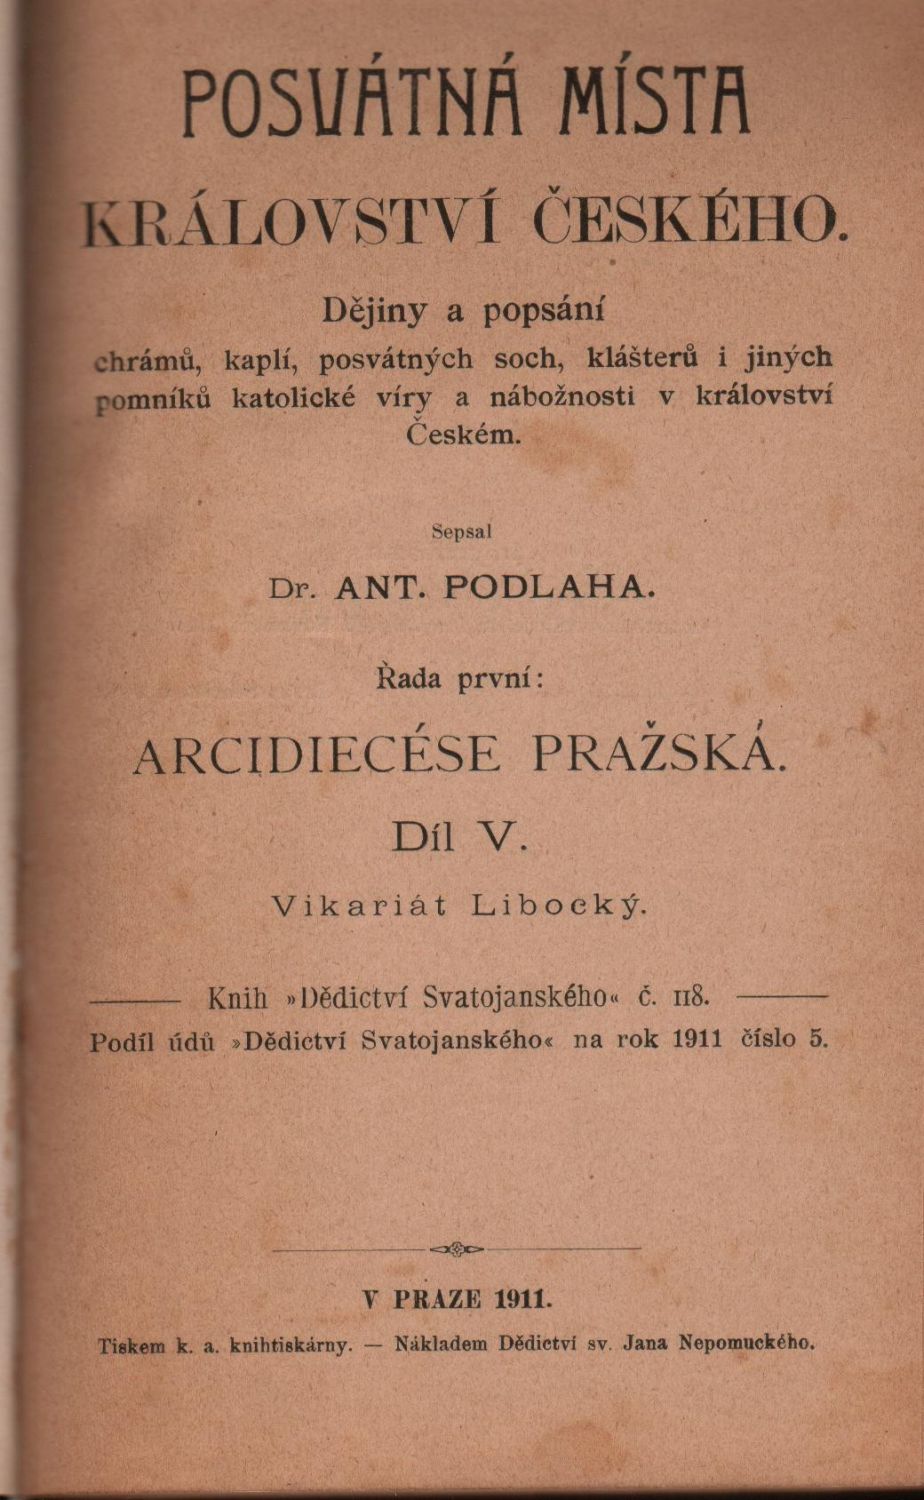 POSVÁTNÁ MÍSTA
KRÁLOVSTVÍ ČESKÉHO.
Dějiny a popsání
chrámů, kaplí, posvátných soch, klášterů i jiných
pomníků katolické víry a nábožnosti v království
Českém.
Sepsal
Dr. ANT. PODLAHA.
Řada první:
ARCIDIECÉSE PRAŽSKÁ.
Díl V.
Vikariát Libocký.
Knih »Dědictví Svatojanského« č. 118.
Podíl údů »Dědictví Svatojanského« na rok 1911 číslo 5.
V PRAZE 1911.
Tiskem k. a. knihtiskárny. — Nákladem Dědictví sv. Jana Nepomuckého.